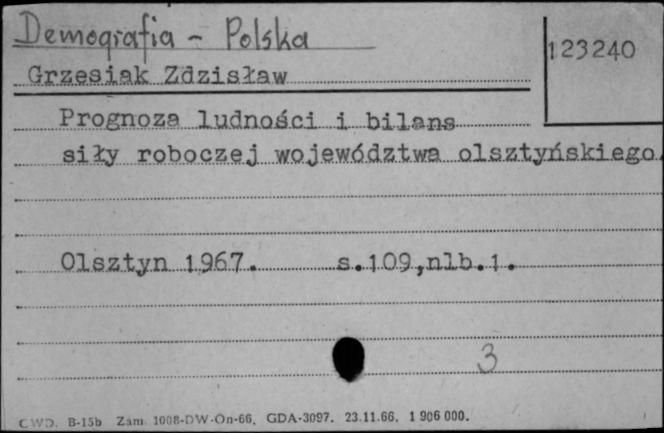 Demografia - Polska
123240
Grzesiak Zdzisław
Prognoza ludności i bilans
siły roboczej województwa olsztyńskiego.
Olsztyn 1967. s.109,nlb.1.
3
CWD. B-15b Zam. 1008-DW-On-66. GDA-3097. 23.11.66. 1 906 000.